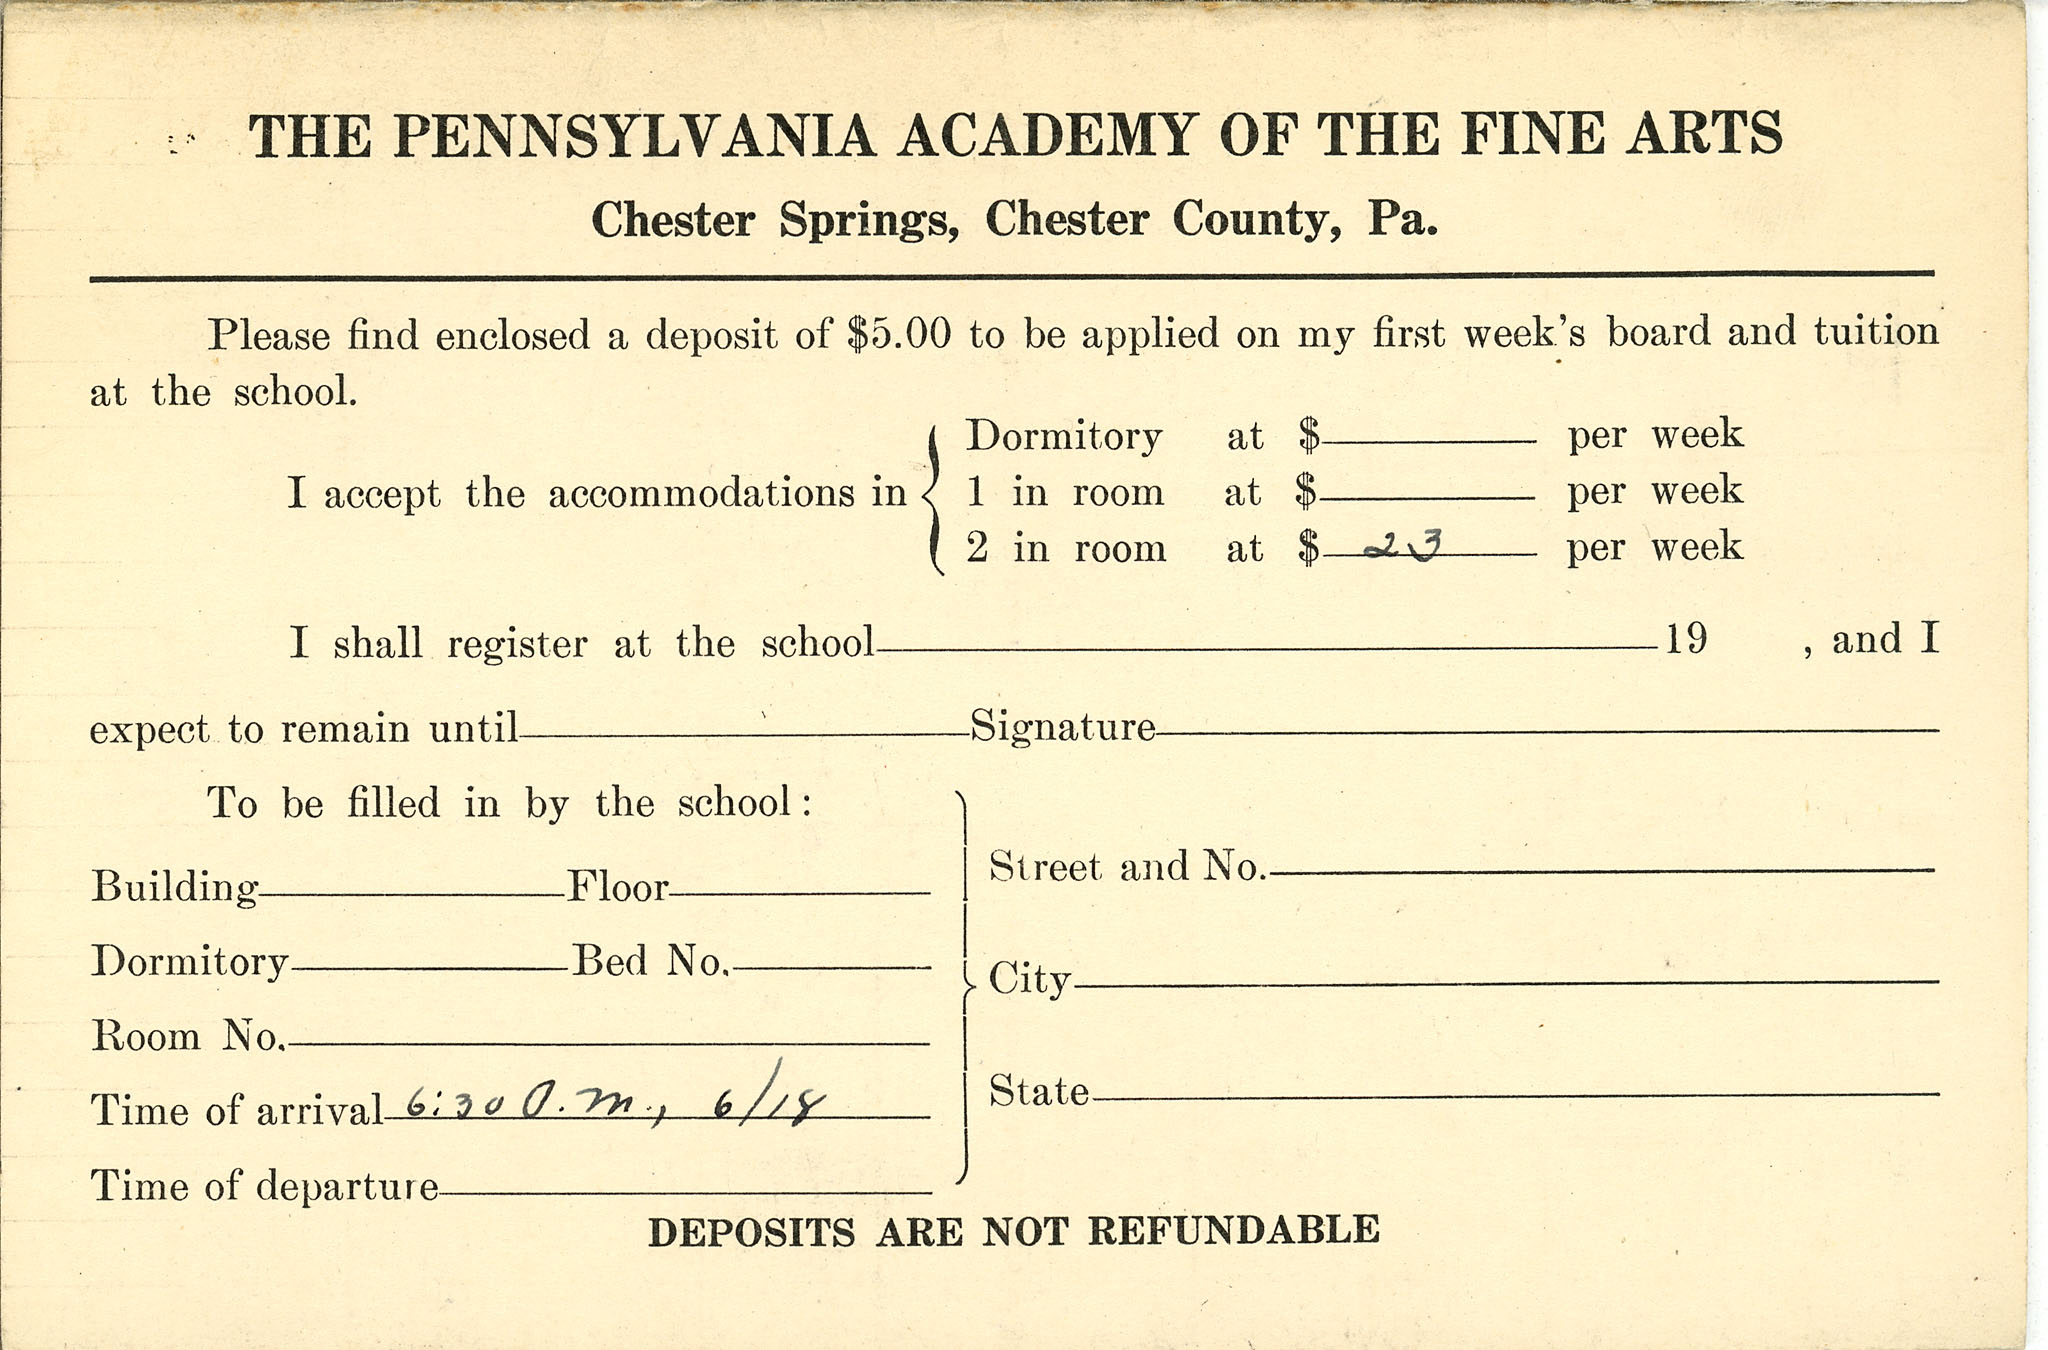 THE PENNSYLVANIA ACADEMY OF THE FINE ARTS
Chester Springs, Chester County, Pa.
Please find enclosed a deposit of $5.00 to be applied on my first week's board and tuition
at the school.
I accept the accommodations in
Dormitory at $ per week
1 in room at $ per week
2 in room at $ 23 per week
I shall register at the school 19 , and I
expect to remain until Signature
To be filled in by the school:
Building Floor
Dormitory Bed No.
Room No.
Time of arrival 6:30 P.M., 6/18
Time of departure
Street and No.
City
State
DEPOSITS ARE NOT REFUNDABLE